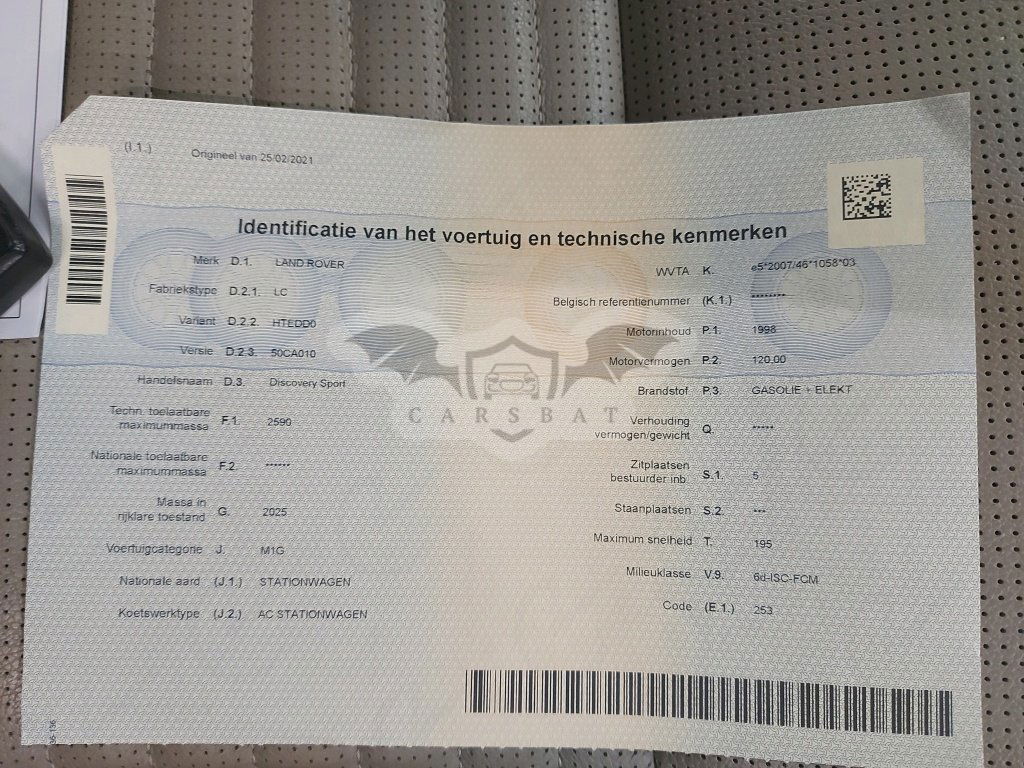 (I.1.) Origineel van 25/02/2021
Identificatie van het voertuig en technische kenmerken
Merk D.1. LAND ROVER
Fabriekstype D.2.1. LC
Variant D.2.2. HTEDD0
Versie D.2.3. 50CA010
Handelsnaam D.3. Discovery Sport
Techn. toelaatbare
maximummassa F.1. 2590
Nationale toelaatbare
maximummassa F.2. ******
Massa in
rijklare toestand G. 2025
Voertuigcategorie J. M1G
Nationale aard (J.1.) STATIONWAGEN
Koetswerktype (J.2.) AC STATIONWAGEN
WVTA K. e5*2007/46*1058*03
Belgisch referentienummer (K.1.) ********
Motorinhoud P.1. 1998
Motorvermogen P.2. 120.00
Brandstof P.3. GASOLIE + ELEKT
Verhouding
vermogen/gewicht Q. *****
Zitplaatsen
bestuurder inb. S.1. 5
Staanplaatsen S.2. ***
Maximum snelheid T. 195
Milieuklasse V.9. 6d-ISC-FCM
Code (E.1.) 253
CARSBAT